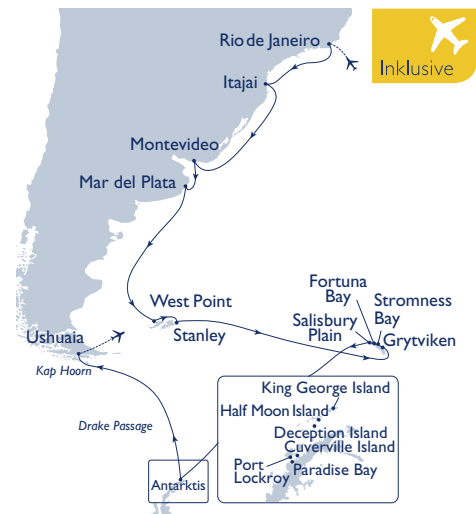 Rio de Janeiro
Inklusive
Itajai
Montevideo
Mar del Plata
West Point
Stanley
Fortuna
Bay
Stromness
Bay
Salisbury
Plain
Grytviken
Ushuaia
Kap Hoorn
Drake Passage
Antarktis
King George Island
Half Moon Island
Deception Island
Cuverville Island
Port
Lockroy
Paradise Bay